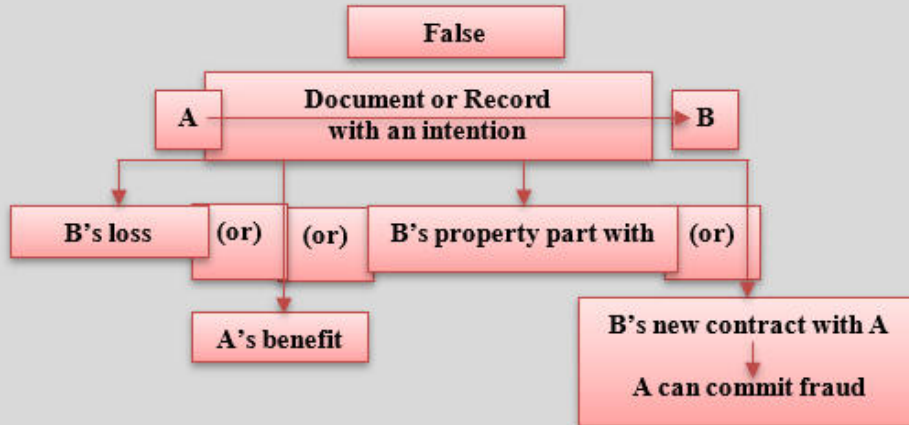 False
Document or Record
with an intention
A
B
B’s loss
(or)
(or)
B’s property part with
(or)
A’s benefit
B’s new contract with A
A can commit fraud